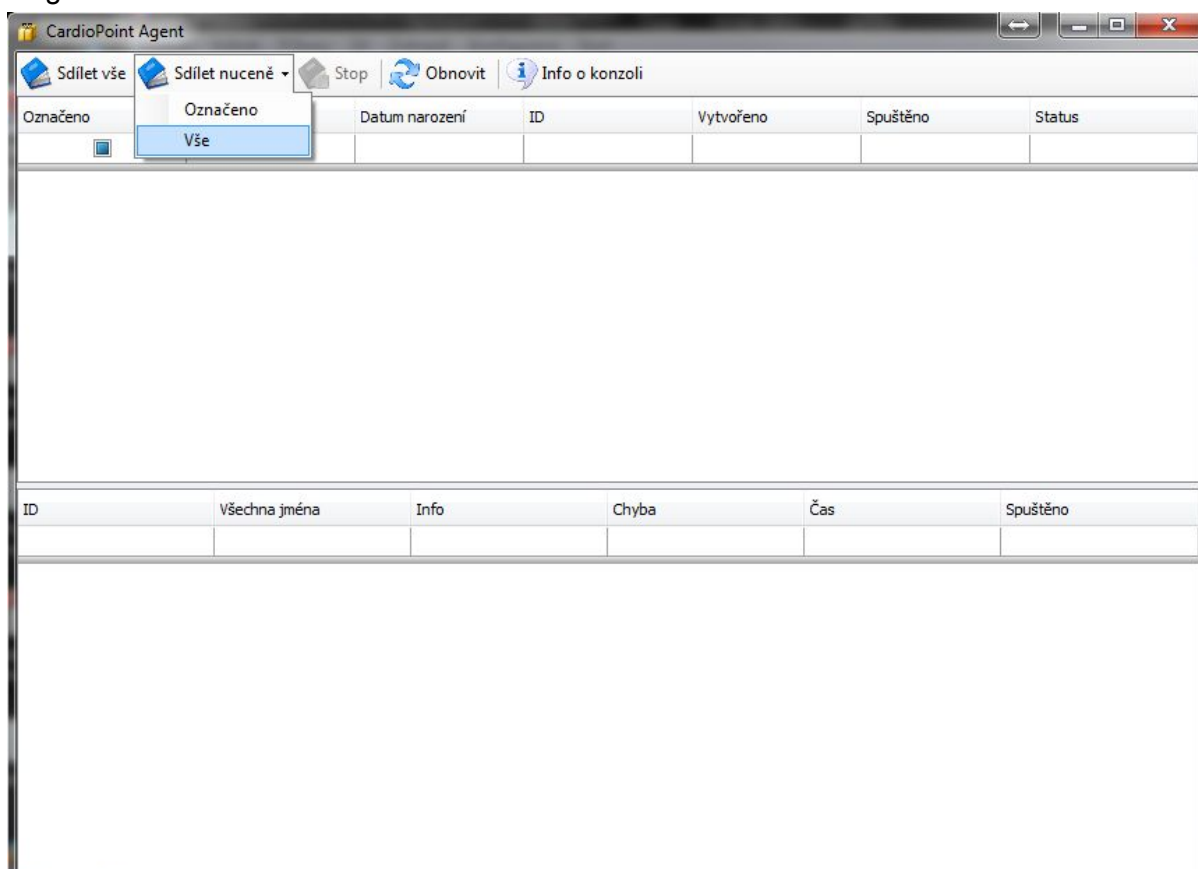 CardioPoint Agent
Sdílet vše Sdílet nuceně Stop Obnovit Info o konzoli
Označeno
Vše
Označeno Datum narození ID Vytvořeno Spuštěno Status
ID Všechna jména Info Chyba Čas Spuštěno